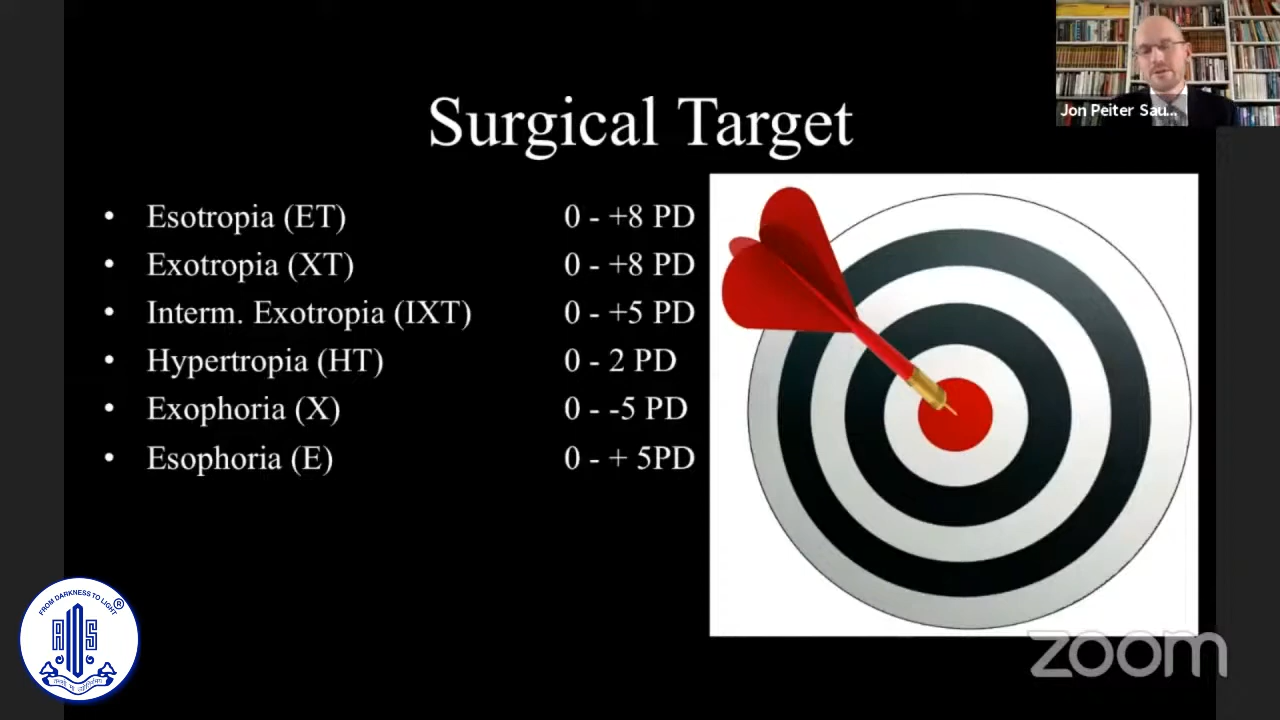 Surgical Target
• Esotropia (ET) 0 - +8 PD
• Exotropia (XT) 0 - +8 PD
• Interm. Exotropia (IXT) 0 - +5 PD
• Hypertropia (HT) 0 - 2 PD
• Exophoria (X) 0 - -5 PD
• Esophoria (E) 0 - + 5PD
Jon Peiter Sau...
FROM DARKNESS TO LIGHT
®
zoom